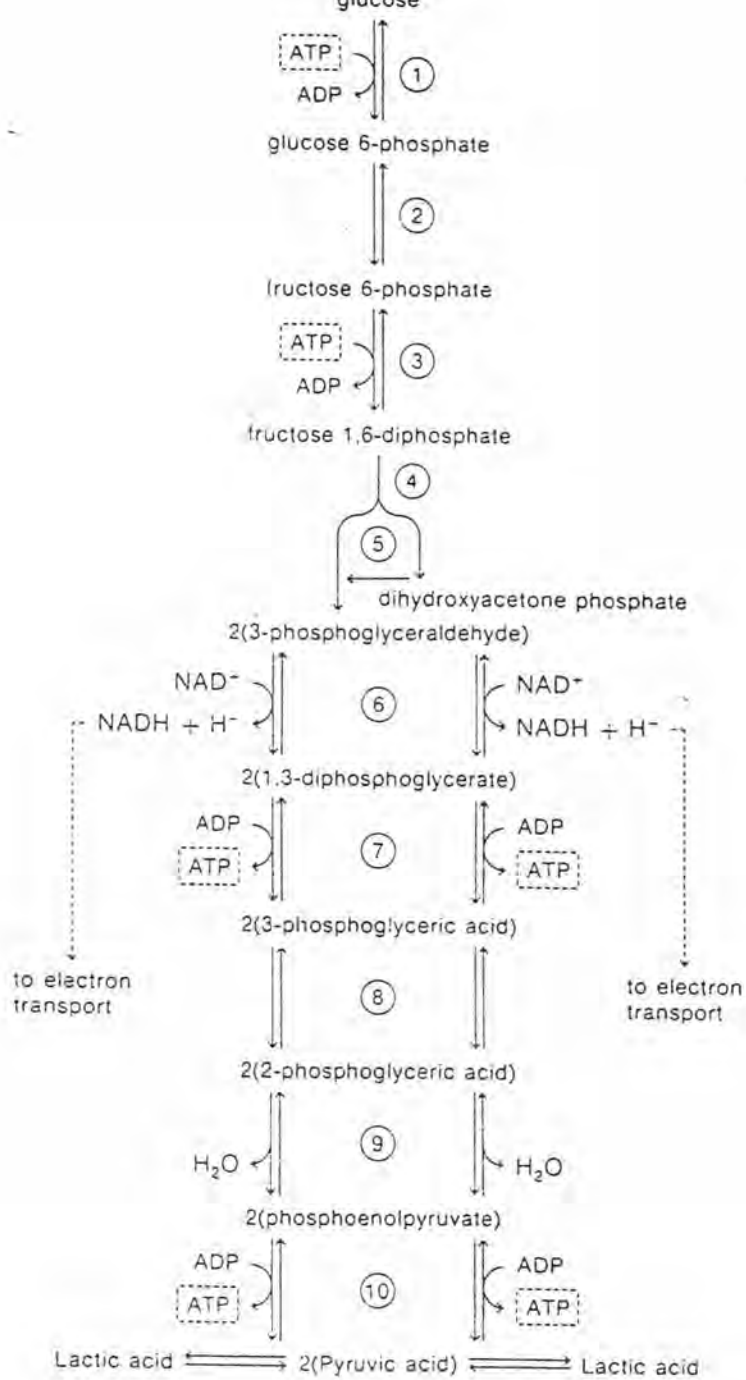 glucose
ATP
1
ADP
glucose 6-phosphate
2
fructose 6-phosphate
ATP
3
ADP
fructose 1,6-diphosphate
4
5
dihydroxyacetone phosphate
2(3-phosphoglyceraldehyde)
NAD⁻ NAD⁺
6
NADH + H⁻ NADH + H⁻
2(1,3-diphosphoglycerate)
ADP ADP
7
ATP ATP
2(3-phosphoglyceric acid)
to electron
transport
8
to electron
transport
2(2-phosphoglyceric acid)
9
H₂O H₂O
2(phosphoenolpyruvate)
ADP ADP
10
ATP ATP
Lactic acid 2(Pyruvic acid) Lactic acid